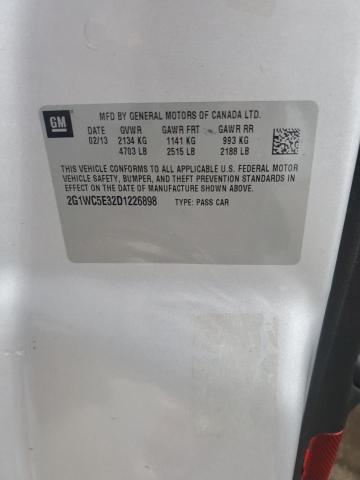 GM
MFD BY GENERAL MOTORS OF CANADA LTD.
DATE GVWR GAWR FRT GAWR RR
02/13 2134 KG 1141 KG 993 KG
4703 LB 2515 LB 2188 LB
THIS VEHICLE CONFORMS TO ALL APPLICABLE U.S. FEDERAL MOTOR
VEHICLE SAFETY, BUMPER, AND THEFT PREVENTION STANDARDS IN
EFFECT ON THE DATE OF MANUFACTURE SHOWN ABOVE.
2G1WC5E32D1226898 TYPE: PASS CAR